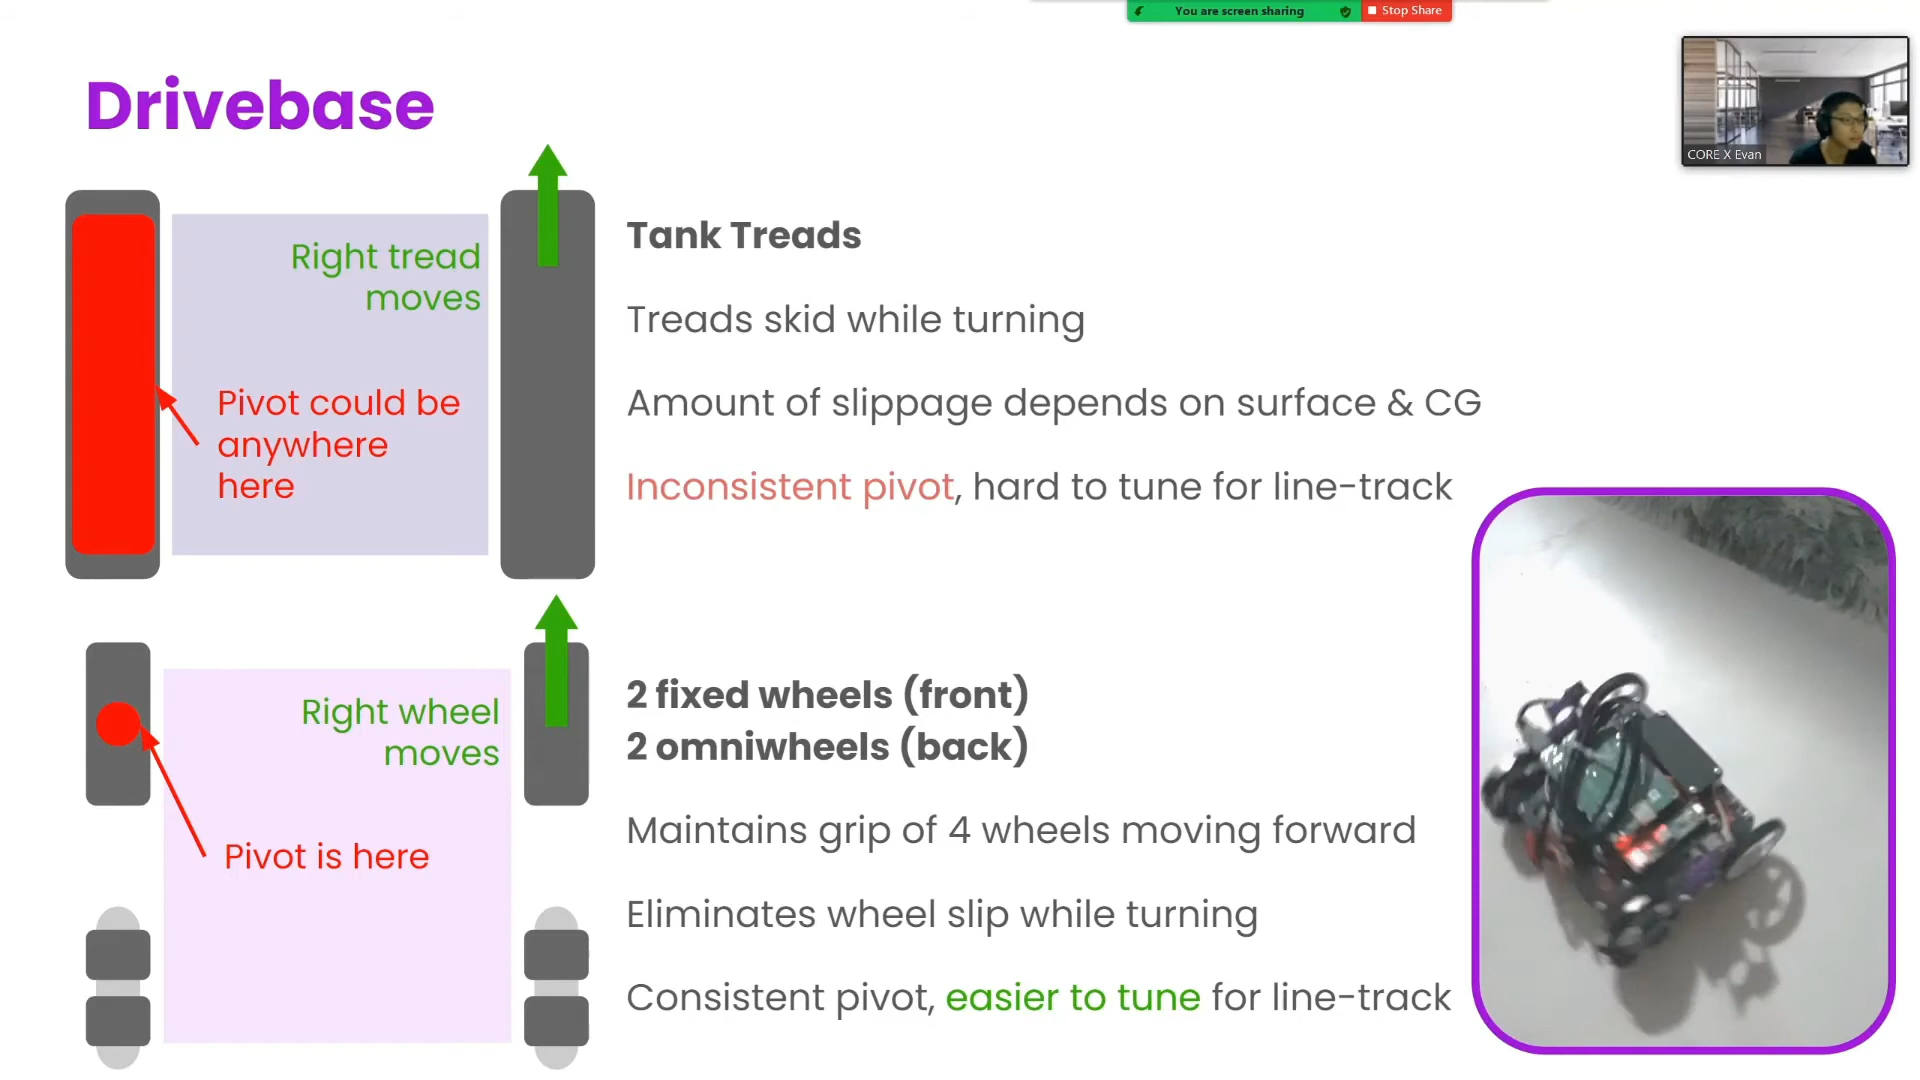 You are screen sharing
Stop Share
CORE X Evan
Drivebase
Right tread
moves
Pivot could be
anywhere
here
Tank Treads
Treads skid while turning
Amount of slippage depends on surface & CG
Inconsistent pivot, hard to tune for line-track
Right wheel
moves
Pivot is here
2 fixed wheels (front)
2 omniwheels (back)
Maintains grip of 4 wheels moving forward
Eliminates wheel slip while turning
Consistent pivot, easier to tune for line-track